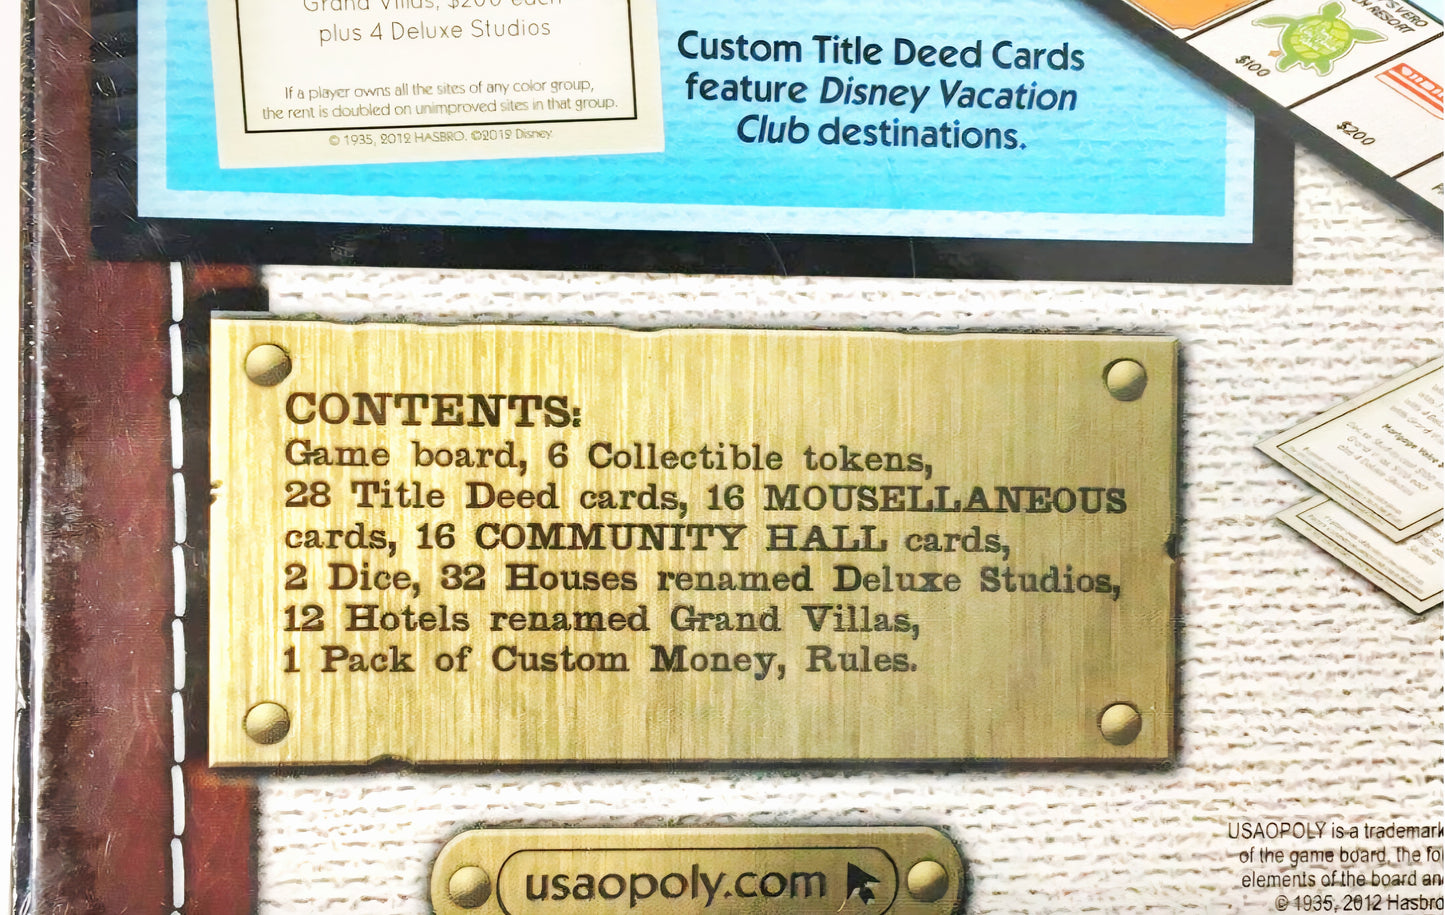 Grand Villas, $200 each
plus 4 Deluxe Studios
If a player owns all the sites of any color group,
the rent is doubled on unimproved sites in that group.
© 1935, 2012 HASBRO. ©2012 Disney.
Custom Title Deed Cards
feature Disney Vacation
Club destinations.
VERO
RESORT
$100
$200
CONTENTS:
Game board, 6 Collectible tokens,
28 Title Deed cards, 16 MOUSELLANEOUS
cards, 16 COMMUNITY HALL cards,
2 Dice, 32 Houses renamed Deluxe Studios,
12 Hotels renamed Grand Villas,
1 Pack of Custom Money, Rules.
usaopoly.com
USAOPOLY is a trademark
of the game board, the fo
elements of the board an
© 1935, 2012 Hasbro